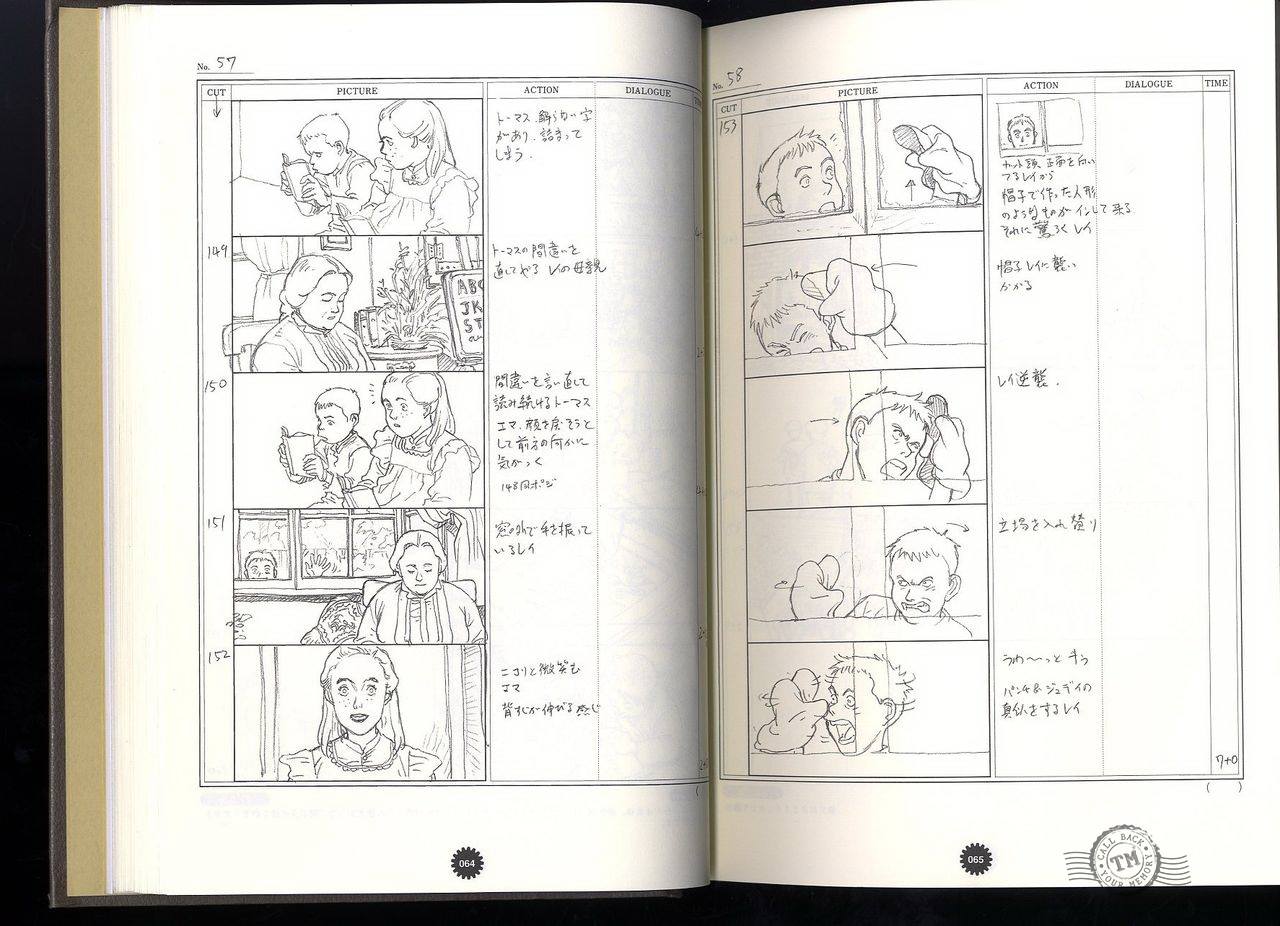 No. 57
CUT PICTURE ACTION DIALOGUE
トーマス、解らない字
があり、詰まって
しまう.
149
トーマスの間違いを
直してやる レイの母親
ABC
JK
ST
150
間違いを言い直して
読み続けるトーマス
エマ、顔を戻そうと
して前方の何かに
気がつく
148同ポジ
151
窓の外で手を振って
いるレイ
152
ニコリと微笑む
エマ
背すじが伸びる感じ
064
No. 58
CUT PICTURE ACTION DIALOGUE TIME
153
カット頭、正面を向い
てるレイから
帽子で作った人形
のようなものがインして来る
それに驚くレイ
帽子レイに襲い
かかる
レイ逆襲.
立場を入れ替り
うわ〜っと
パンチ&ジュディの
真似をするレイ
7+0
( )
065
CALL BACK
TM
YOUR MEMORY